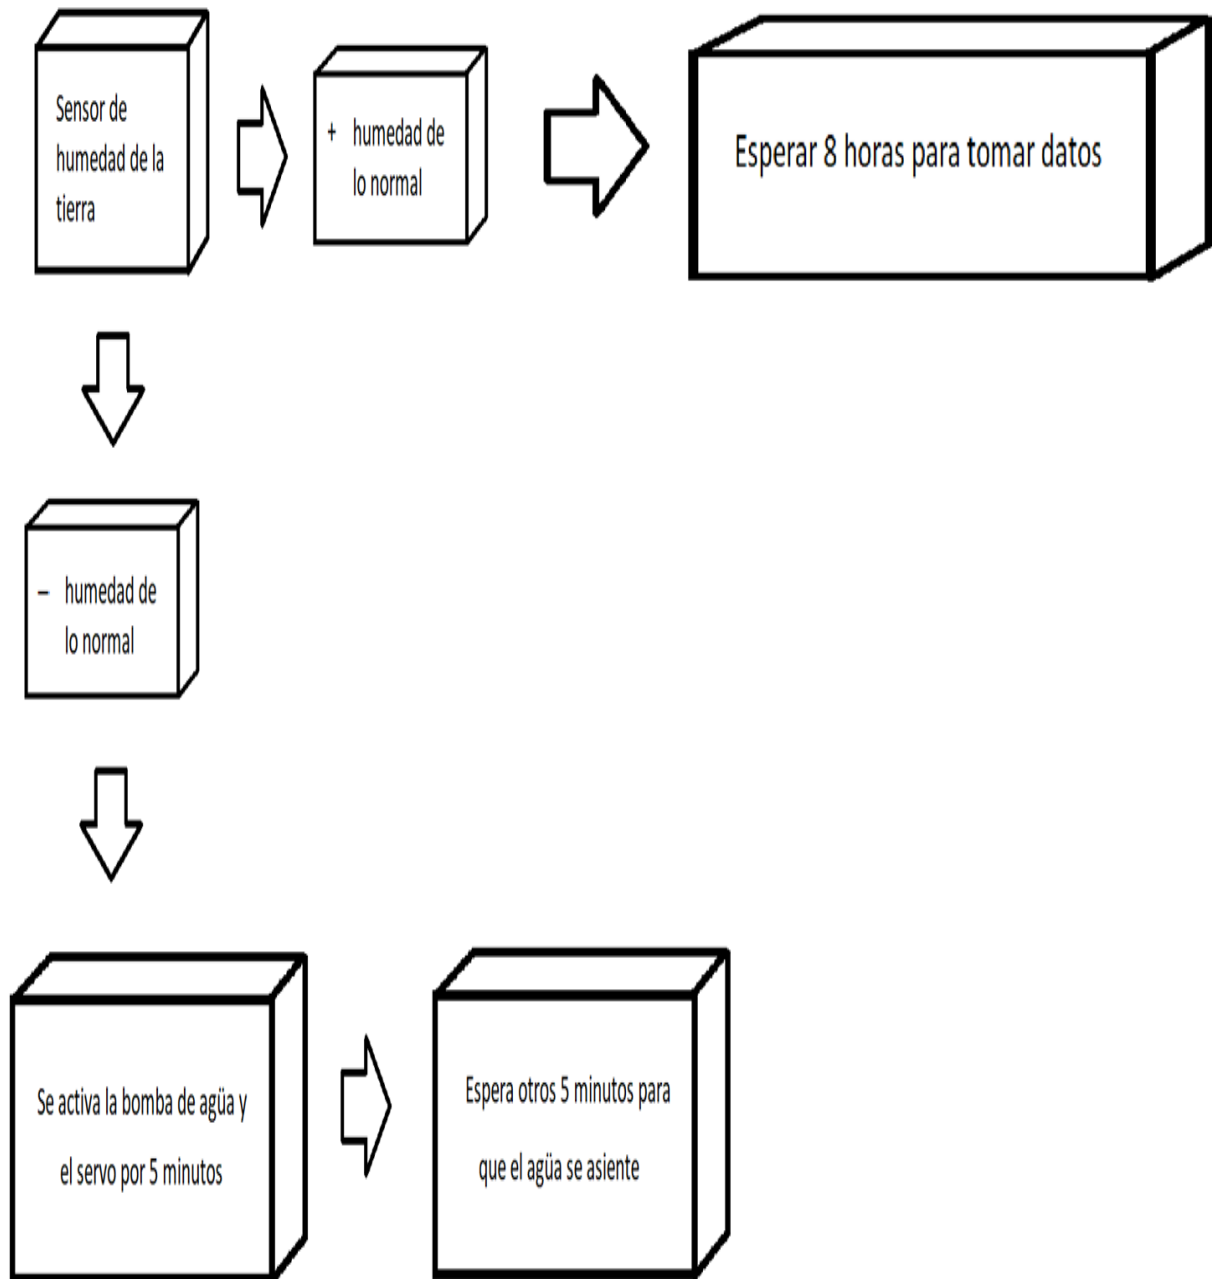 Sensor de
humedad de la
tierra
+ humedad de
lo normal
Esperar 8 horas para tomar datos
– humedad de
lo normal
Se activa la bomba de agüa y
el servo por 5 minutos
Espera otros 5 minutos para
que el agüa se asiente